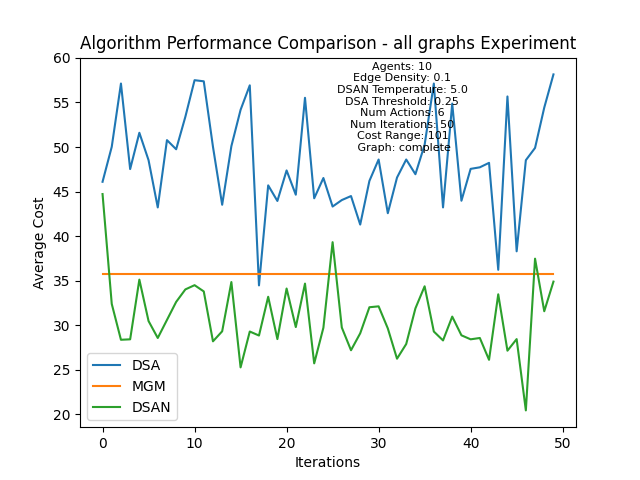 Algorithm Performance Comparison - all graphs Experiment
Agents: 10
Edge Density: 0.1
DSAN Temperature: 5.0
DSA Threshold: 0.25
Num Actions: 6
Num Iterations: 50
Cost Range: 101
Graph: complete
60
55
50
45
40
35
30
25
20
Average Cost
DSA
MGM
DSAN
0
10
20
30
40
50
Iterations